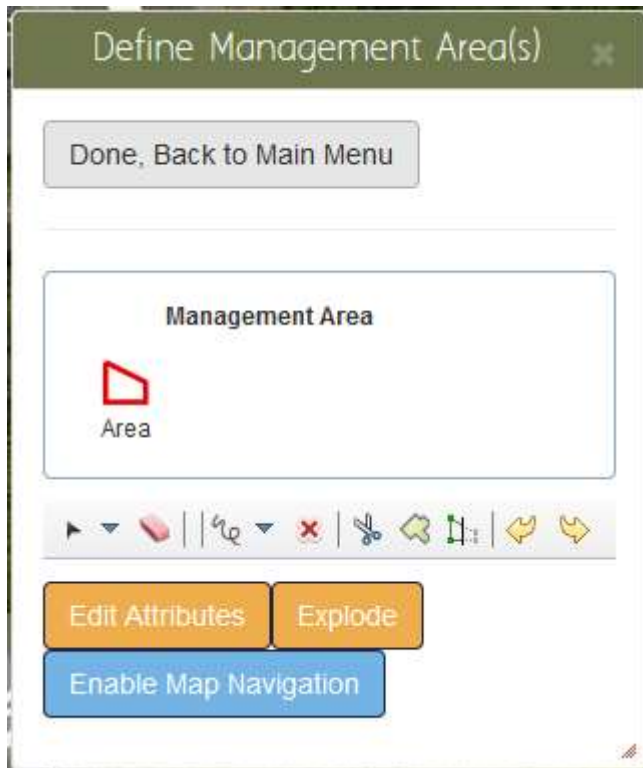 Define Management Area(s) ×
Done, Back to Main Menu
Management Area
Area
Edit Attributes Explode
Enable Map Navigation